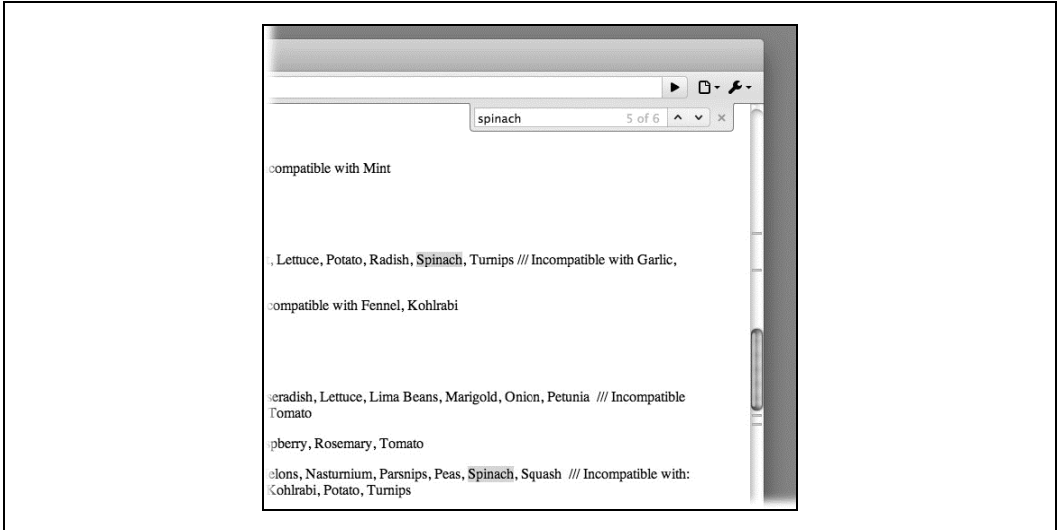 spinach 5 of 6
compatible with Mint
, Lettuce, Potato, Radish, Spinach, Turnips /// Incompatible with Garlic,
compatible with Fennel, Kohlrabi
seradish, Lettuce, Lima Beans, Marigold, Onion, Petunia /// Incompatible
Tomato
pberry, Rosemary, Tomato
elons, Nasturnium, Parsnips, Peas, Spinach, Squash /// Incompatible with:
Kohlrabi, Potato, Turnips